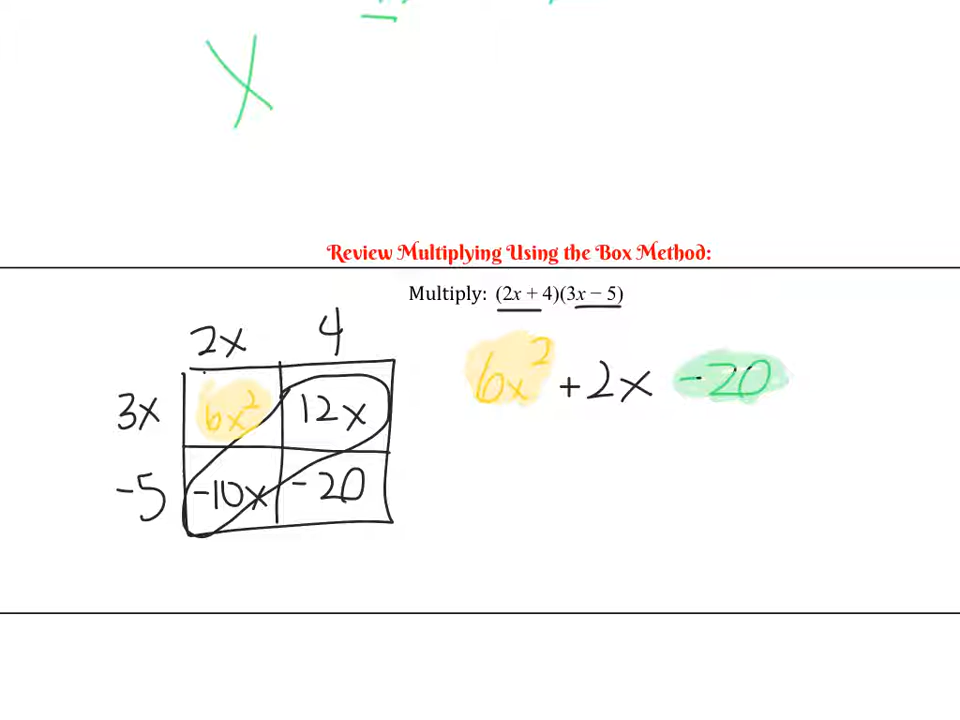 X
Review Multiplying Using the Box Method:
Multiply: (2x + 4)(3x − 5)
2x 4
3x 6x² 12x
-5 -10x -20
6x² +2x -20